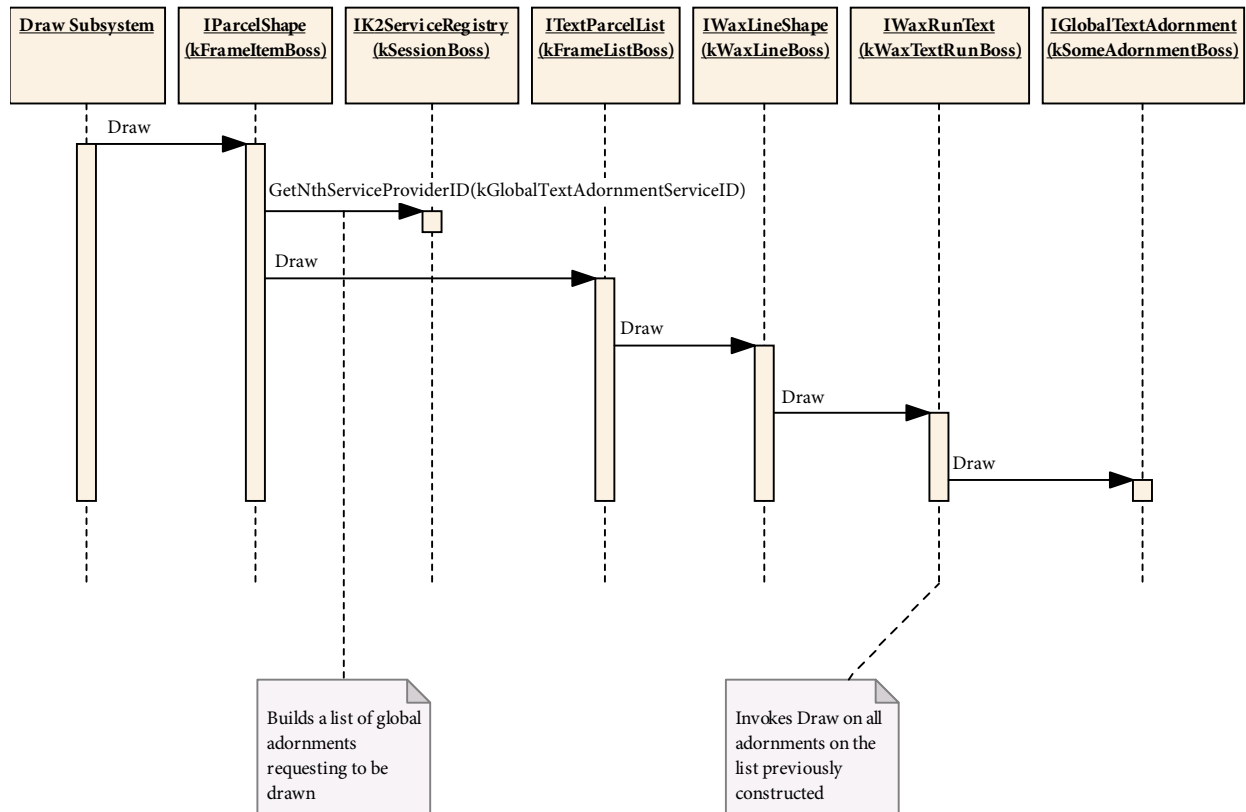 Draw Subsystem
IParcelShape
(kFrameItemBoss)
IK2ServiceRegistry
(kSessionBoss)
ITextParcelList
(kFrameListBoss)
IWaxLineShape
(kWaxLineBoss)
IWaxRunText
(kWaxTextRunBoss)
IGlobalTextAdornment
(kSomeAdornmentBoss)
Draw
GetNthServiceProviderID(kGlobalTextAdornmentServiceID)
Draw
Draw
Draw
Draw
Builds a list of global
adornments
requesting to be
drawn
Invokes Draw on all
adornments on the
list previously
constructed